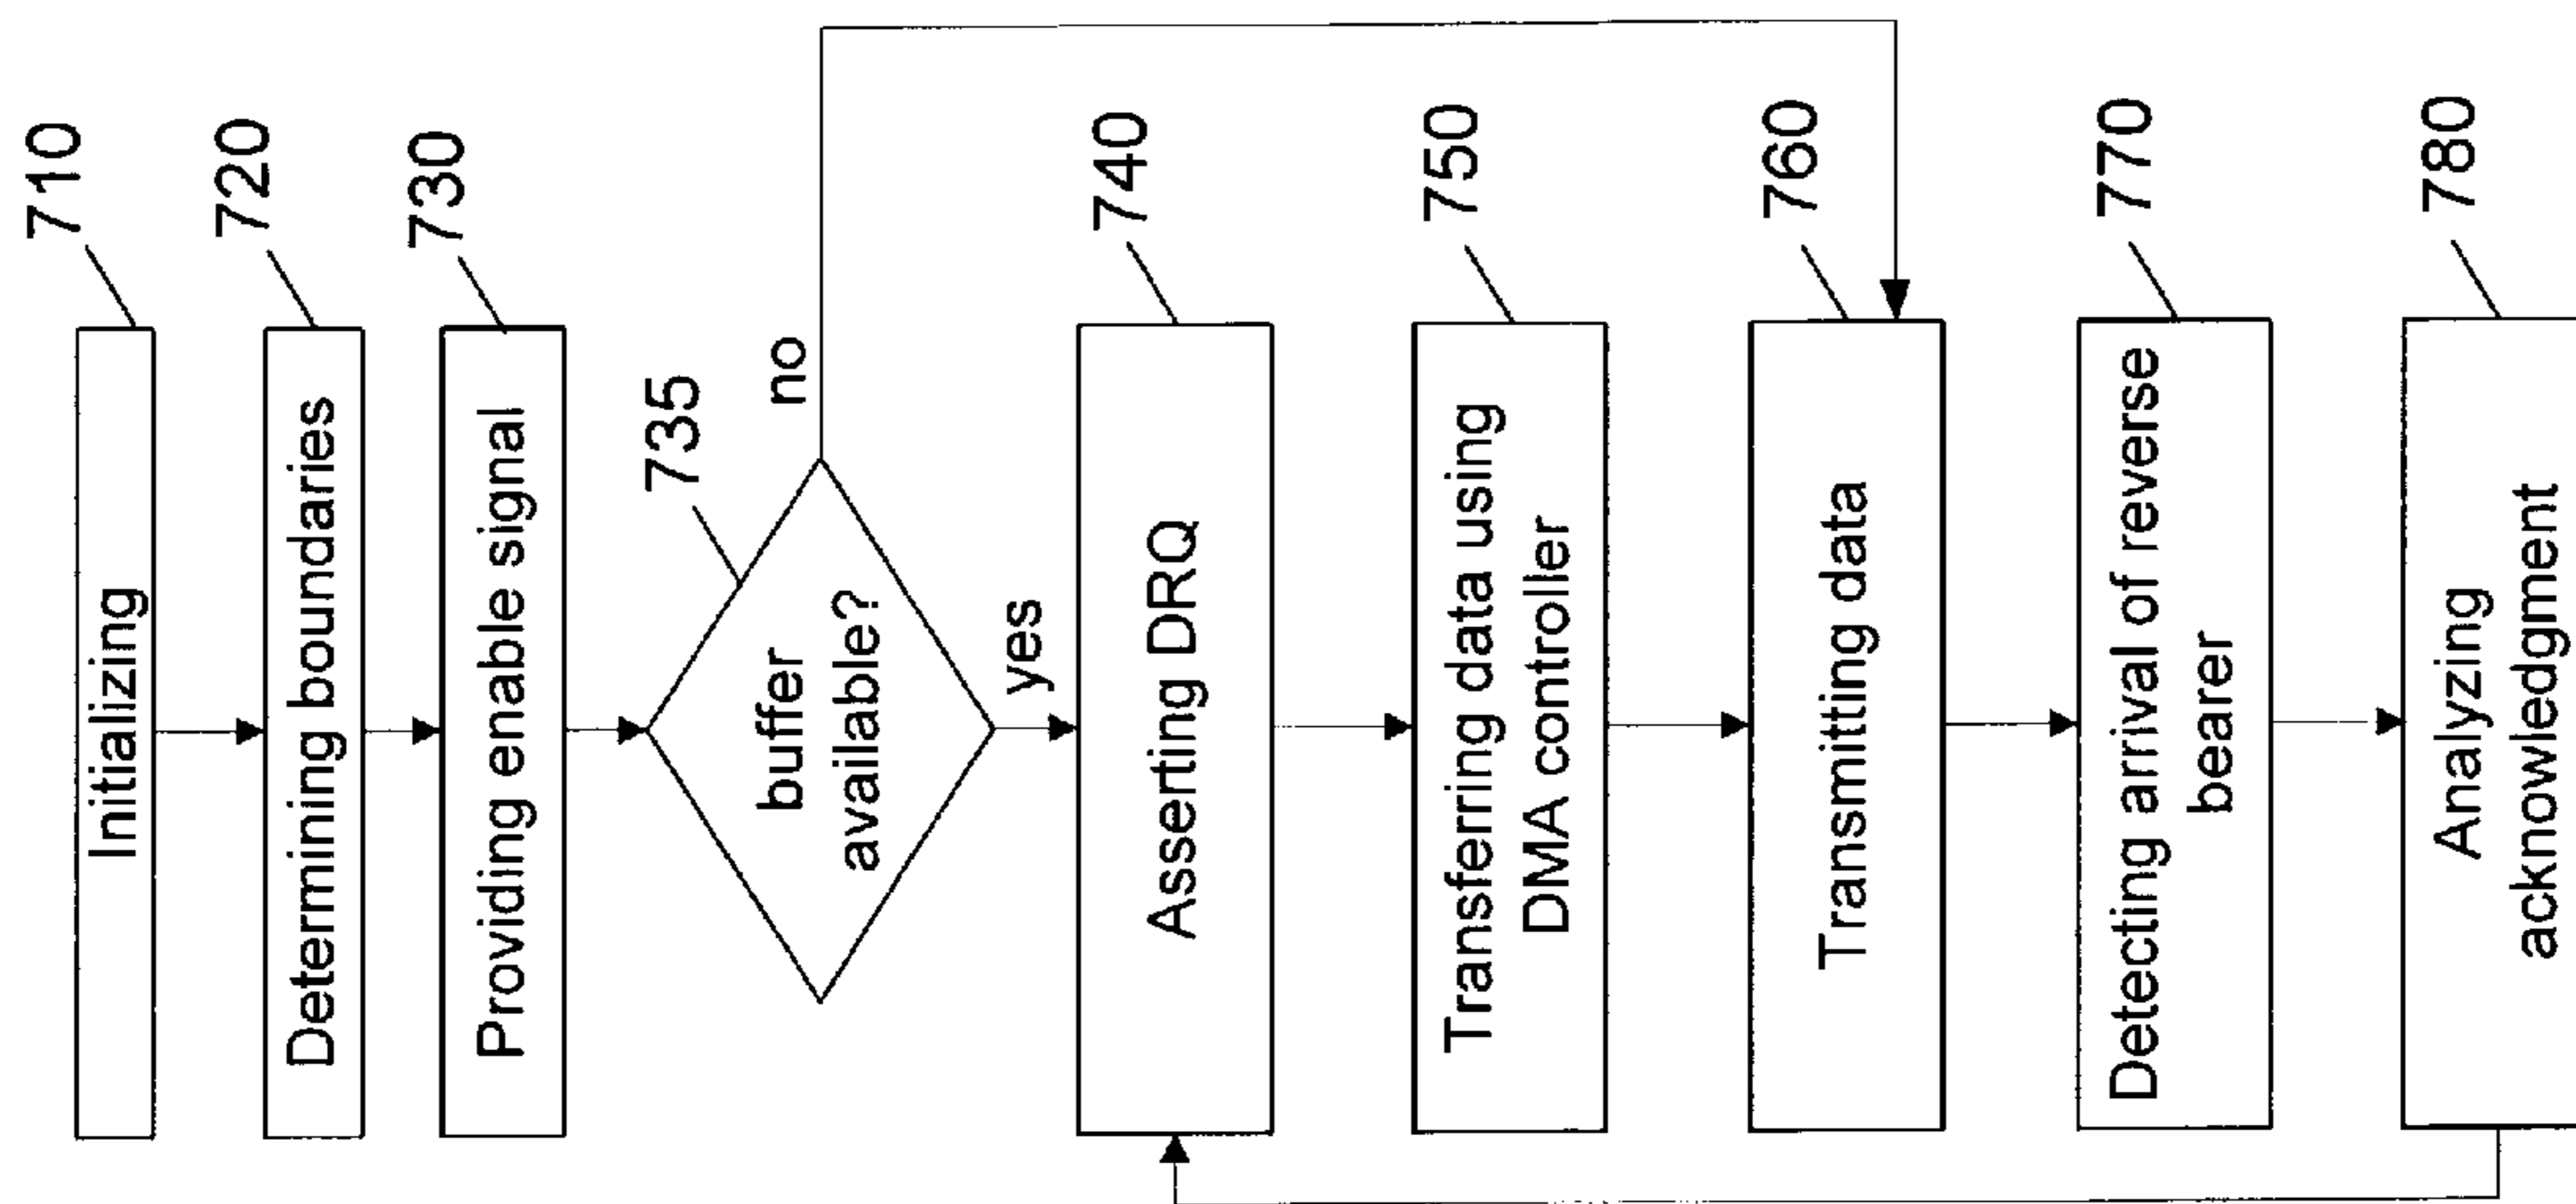 710
Initializing
720
Determining boundaries
730
Providing enable signal
735
buffer
available?
no
yes
740
Asserting DRQ
750
Transferring data using
DMA controller
760
Transmitting data
770
Detecting arrival of reverse
bearer
780
Analyzing
acknowledgment